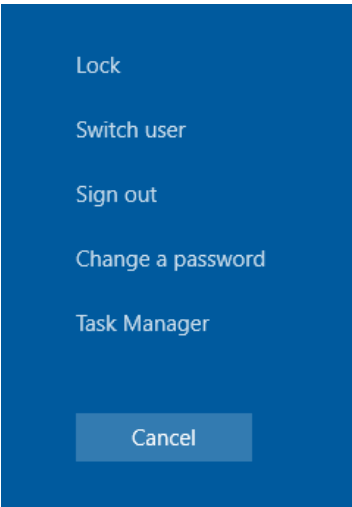 Lock
Switch user
Sign out
Change a password
Task Manager
Cancel